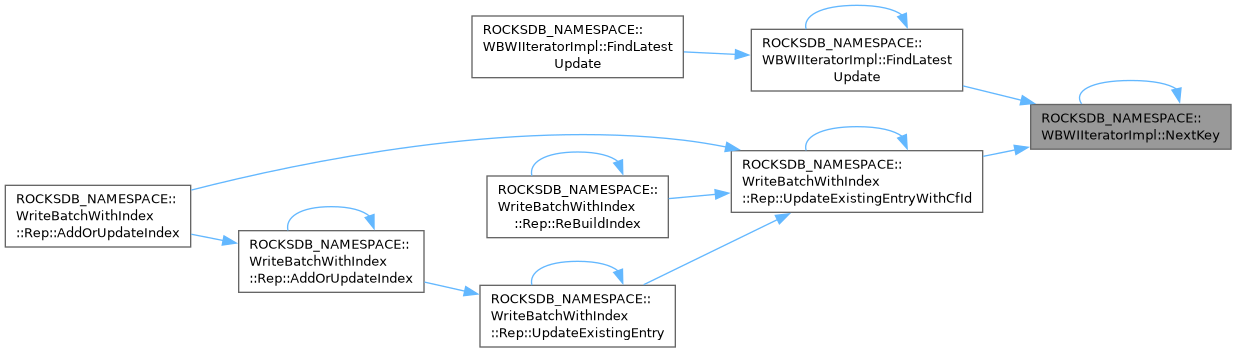 ROCKSDB_NAMESPACE::
WBWIIteratorImpl::FindLatest
Update
ROCKSDB_NAMESPACE::
WBWIIteratorImpl::FindLatest
Update
ROCKSDB_NAMESPACE::
WBWIIteratorImpl::NextKey
ROCKSDB_NAMESPACE::
WriteBatchWithIndex
::Rep::UpdateExistingEntryWithCfId
ROCKSDB_NAMESPACE::
WriteBatchWithIndex
::Rep::ReBuildIndex
ROCKSDB_NAMESPACE::
WriteBatchWithIndex
::Rep::AddOrUpdateIndex
ROCKSDB_NAMESPACE::
WriteBatchWithIndex
::Rep::AddOrUpdateIndex
ROCKSDB_NAMESPACE::
WriteBatchWithIndex
::Rep::UpdateExistingEntry